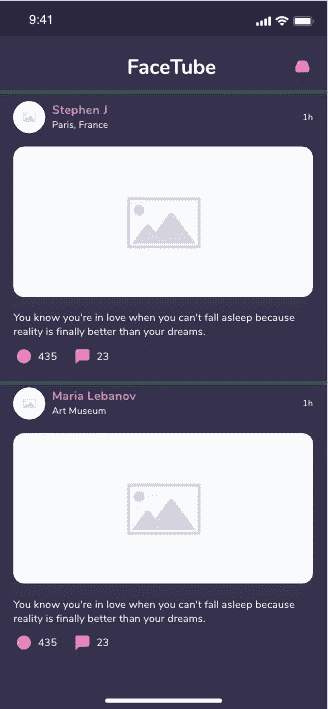 9:41
FaceTube
Stephen J
Paris, France
1h
You know you're in love when you can't fall asleep because
reality is finally better than your dreams.
435
23
Maria Lebanov
Art Museum
1h
You know you're in love when you can't fall asleep because
reality is finally better than your dreams.
435
23